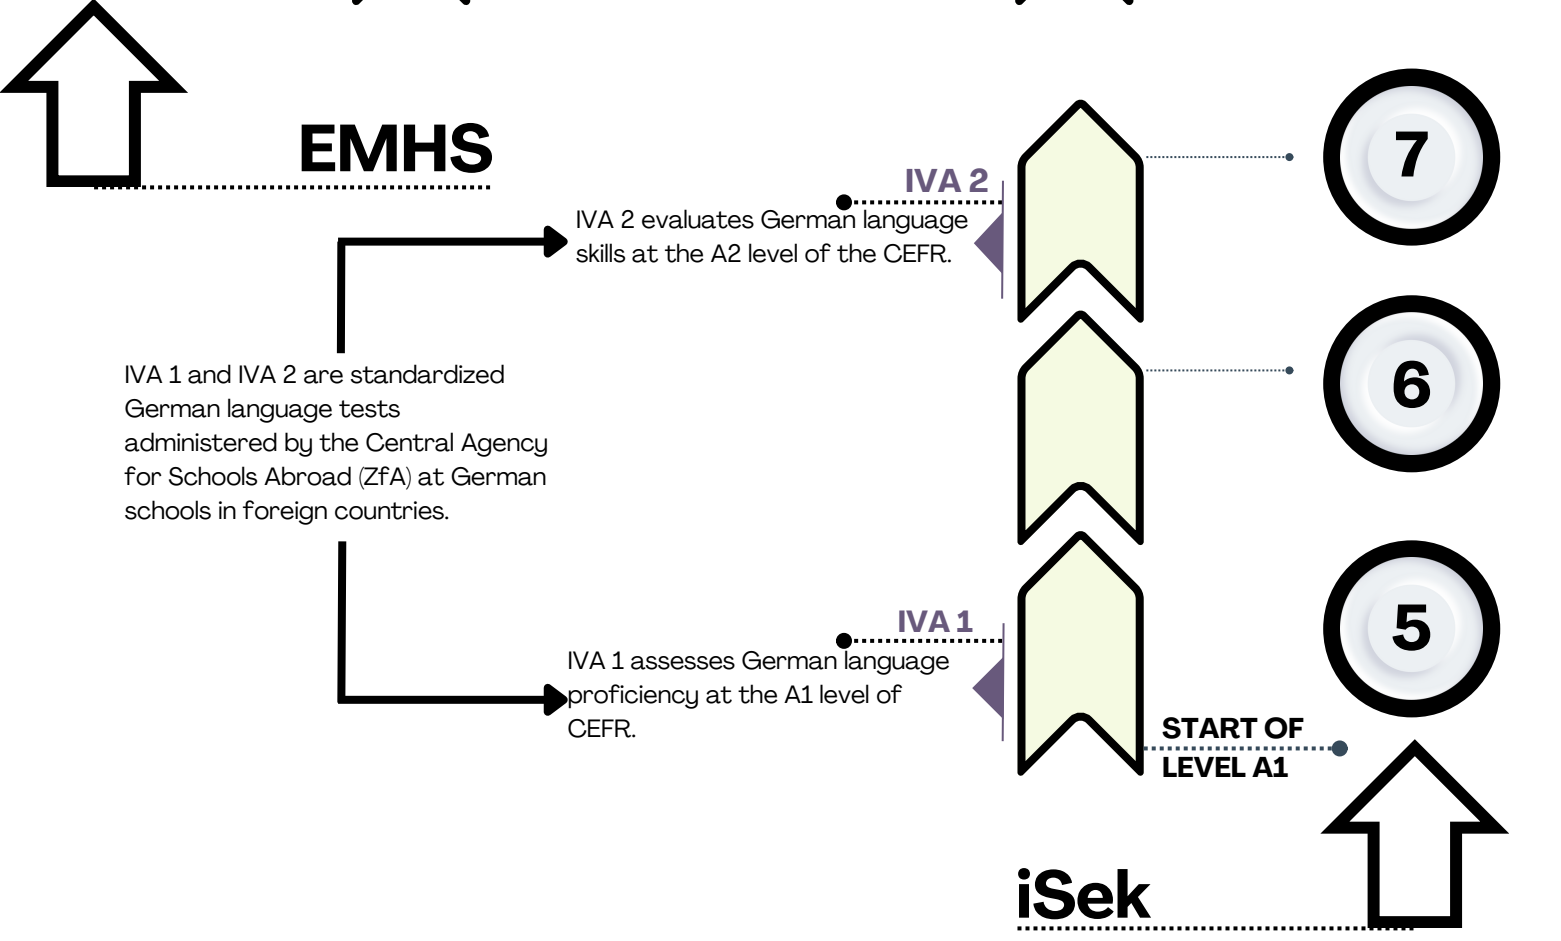 EMHS
7
IVA 2
IVA 2 evaluates German language
skills at the A2 level of the CEFR.
6
IVA 1 and IVA 2 are standardized
German language tests
administered by the Central Agency
for Schools Abroad (ZfA) at German
schools in foreign countries.
5
IVA 1
IVA 1 assesses German language
proficiency at the A1 level of
CEFR.
START OF
LEVEL A1
iSek